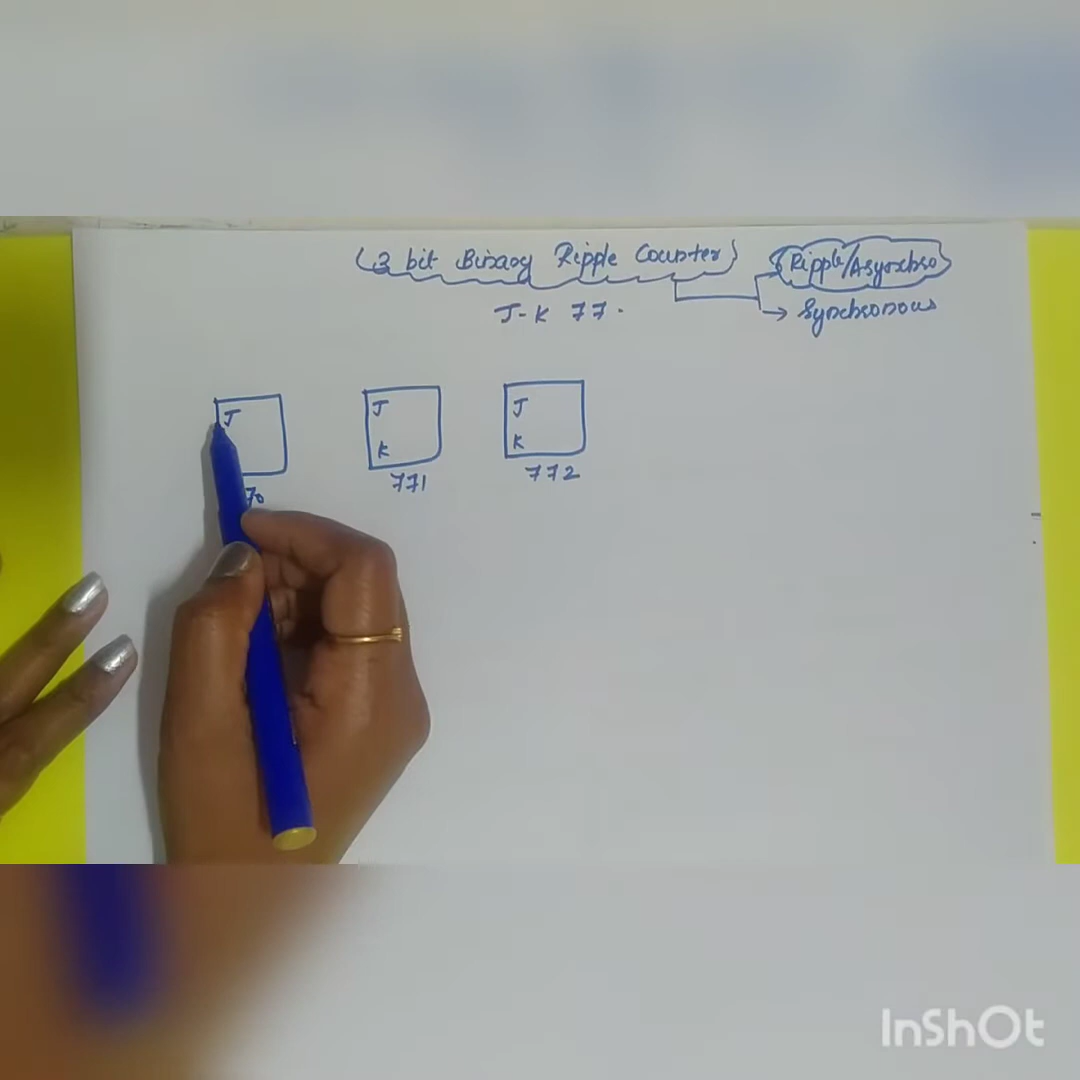 (3 bit Binary Ripple Counter)
Ripple/Asynchro
J-K FF.
→ Synchronous
J
J
K
J
K
FF1
FF2
InShOt